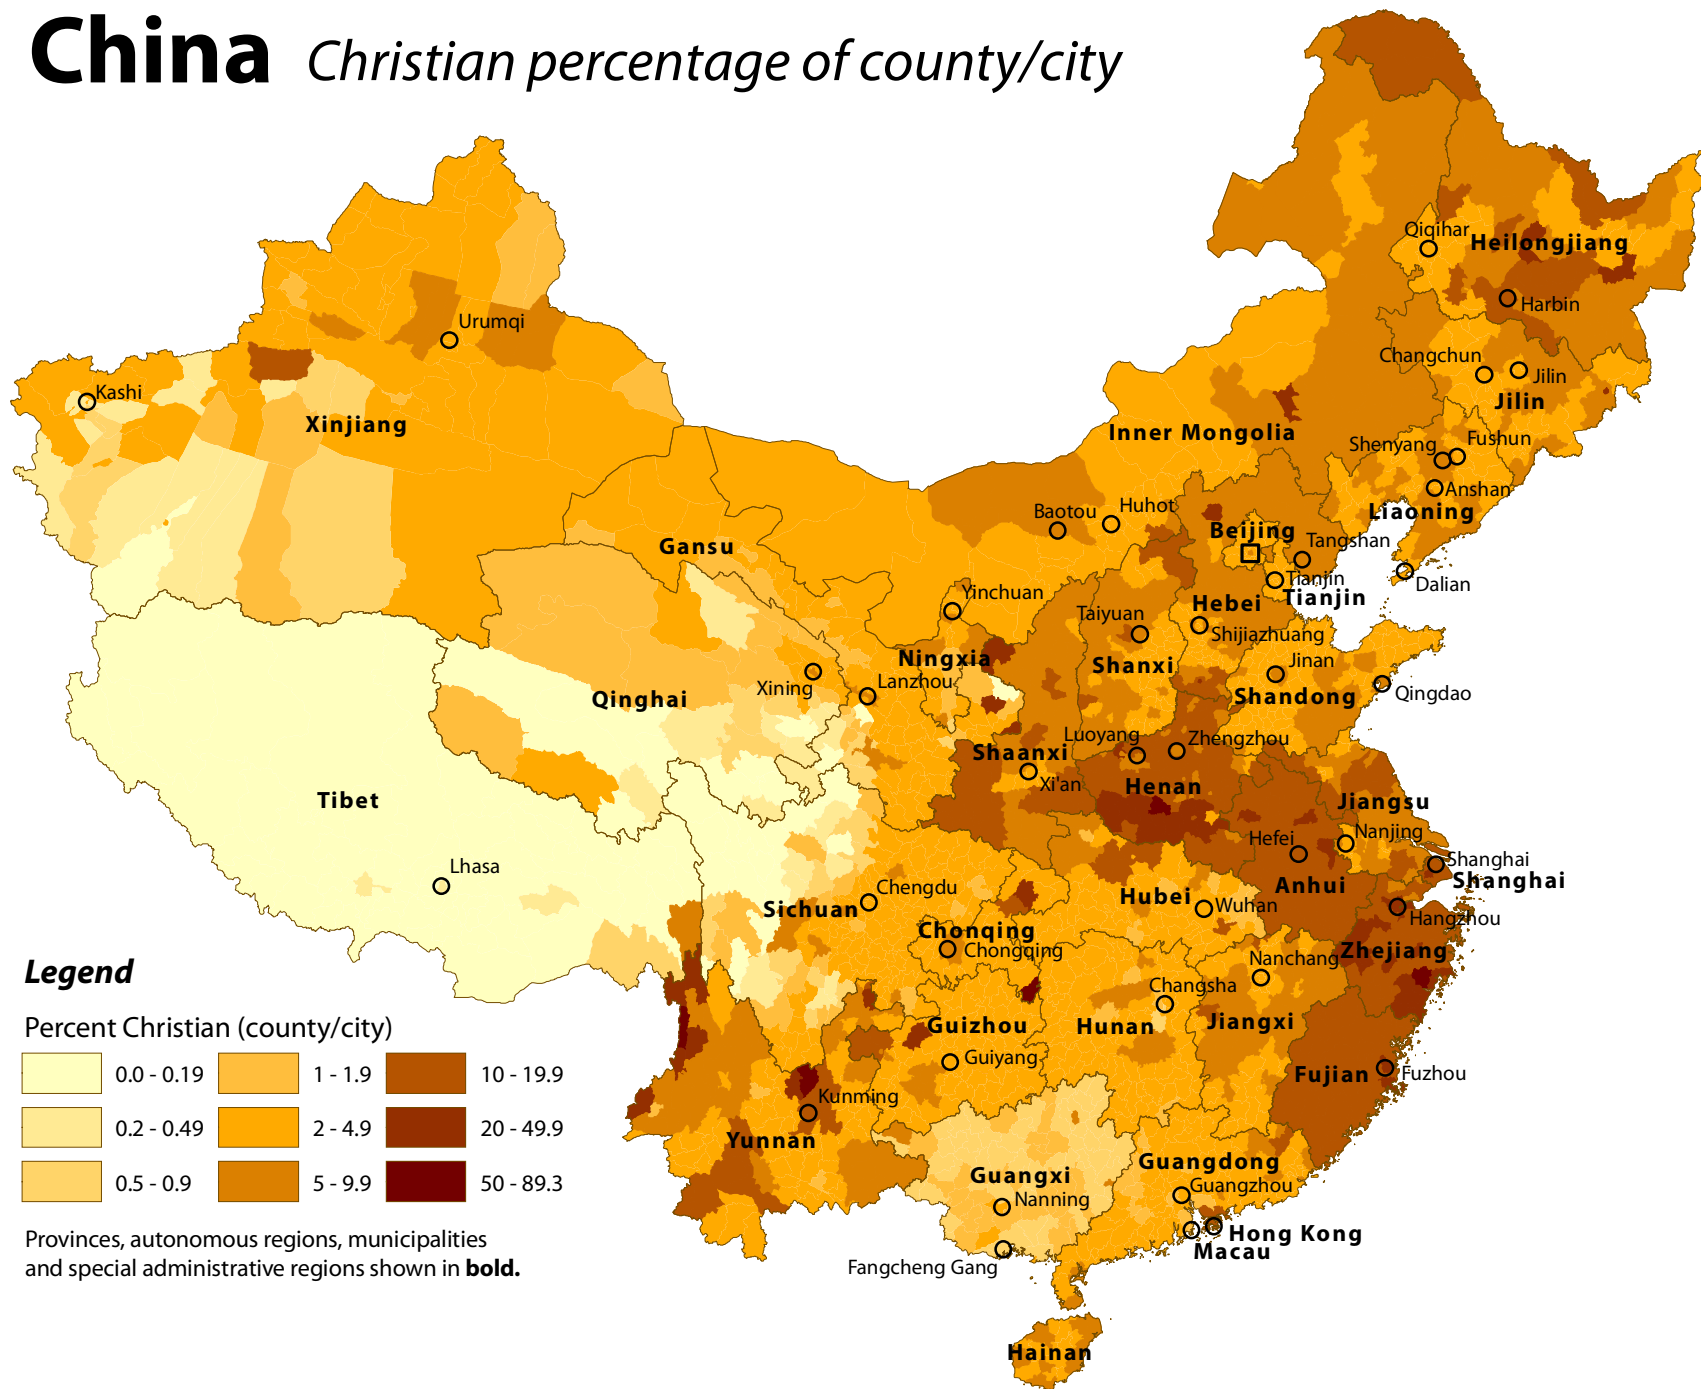 China Christian percentage of county/city
Qiqihar
Heilongjiang
Harbin
Urumqi
Changchun
Jilin
Jilin
Kashi
Xinjiang
Inner Mongolia
Shenyang
Fushun
Anshan
Liaoning
Baotou
Huhot
Beijing
Tangshan
Gansu
Tianjin
Tianjin
Dalian
Yinchuan
Hebei
Taiyuan
Shijiazhuang
Ningxia
Shanxi
Jinan
Xining
Lanzhou
Qinghai
Shandong
Qingdao
Luoyang
Zhengzhou
Shaanxi
Xi'an
Henan
Tibet
Jiangsu
Nanjing
Hefei
Shanghai
Shanghai
Lhasa
Chengdu
Anhui
Hubei
Wuhan
Sichuan
Hangzhou
Chonqing
Chongqing
Zhejiang
Nanchang
Changsha
Guizhou
Hunan
Jiangxi
Guiyang
Fujian
Fuzhou
Kunming
Yunnan
Guangdong
Guangxi
Guangzhou
Nanning
Hong Kong
Macau
Fangcheng Gang
Hainan
Legend
Percent Christian (county/city)
0.0 - 0.19 1 - 1.9 10 - 19.9
0.2 - 0.49 2 - 4.9 20 - 49.9
0.5 - 0.9 5 - 9.9 50 - 89.3
Provinces, autonomous regions, municipalities
and special administrative regions shown in bold.